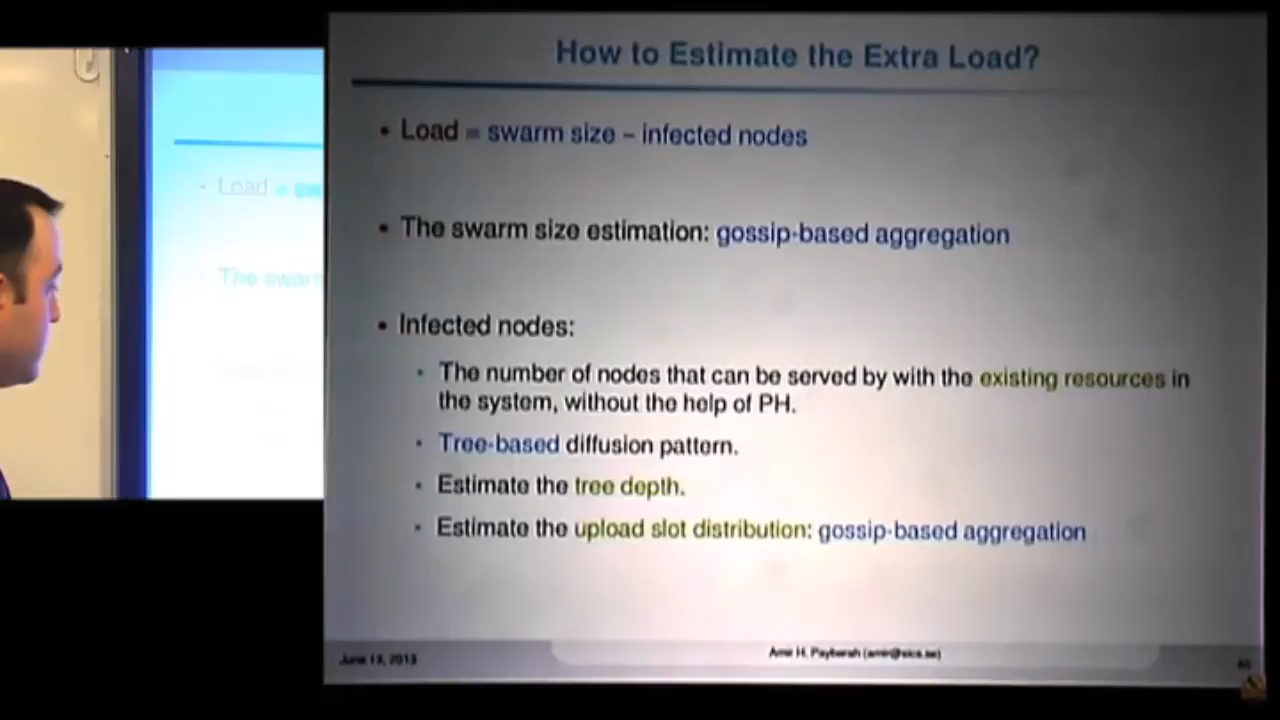 How to Estimate the Extra Load?
• Load = swarm size – infected nodes
• The swarm size estimation: gossip-based aggregation
• Infected nodes:
• The number of nodes that can be served by with the existing resources in
the system, without the help of PH.
• Tree-based diffusion pattern.
• Estimate the tree depth.
• Estimate the upload slot distribution: gossip-based aggregation
June 13, 2013
Amir H. Payberah (amir@sics.se)
• Load =
• The swarm